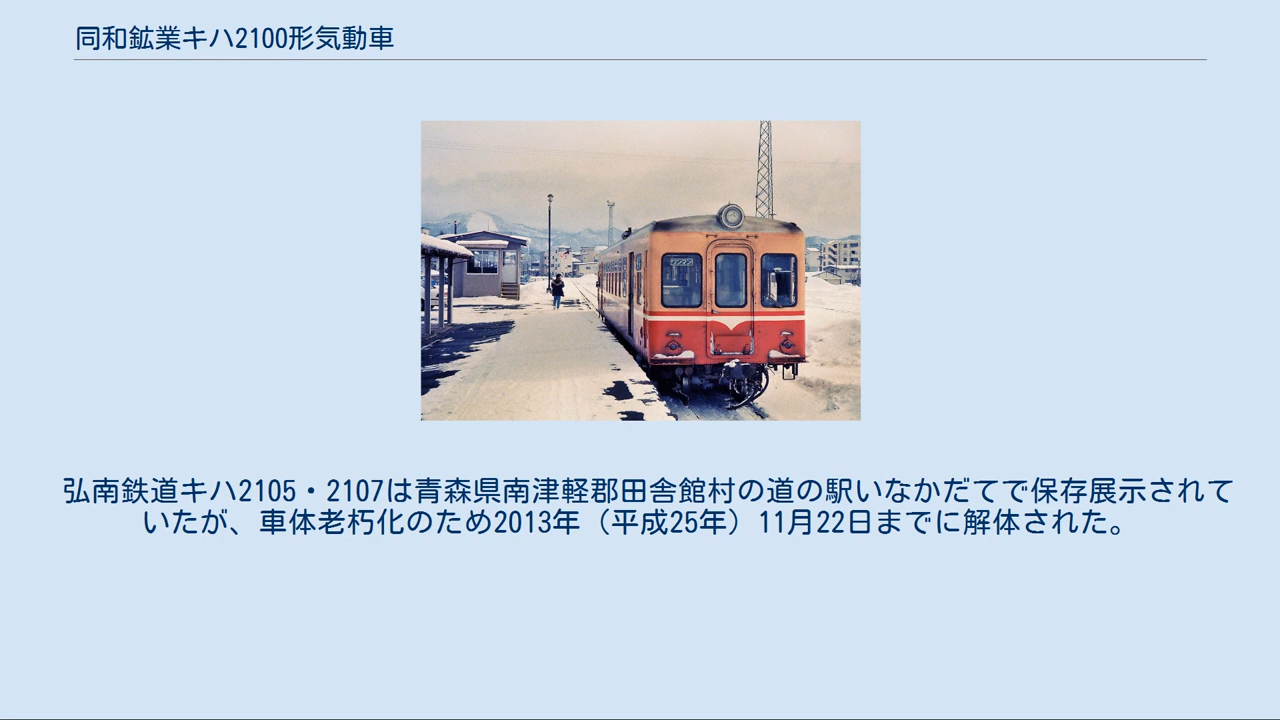 同和鉱業キハ2100形気動車
ワンマン
弘南鉄道キハ2105・2107は青森県南津軽郡田舎館村の道の駅いなかだてで保存展示されて
いたが、車体老朽化のため2013年（平成25年）11月22日までに解体された。